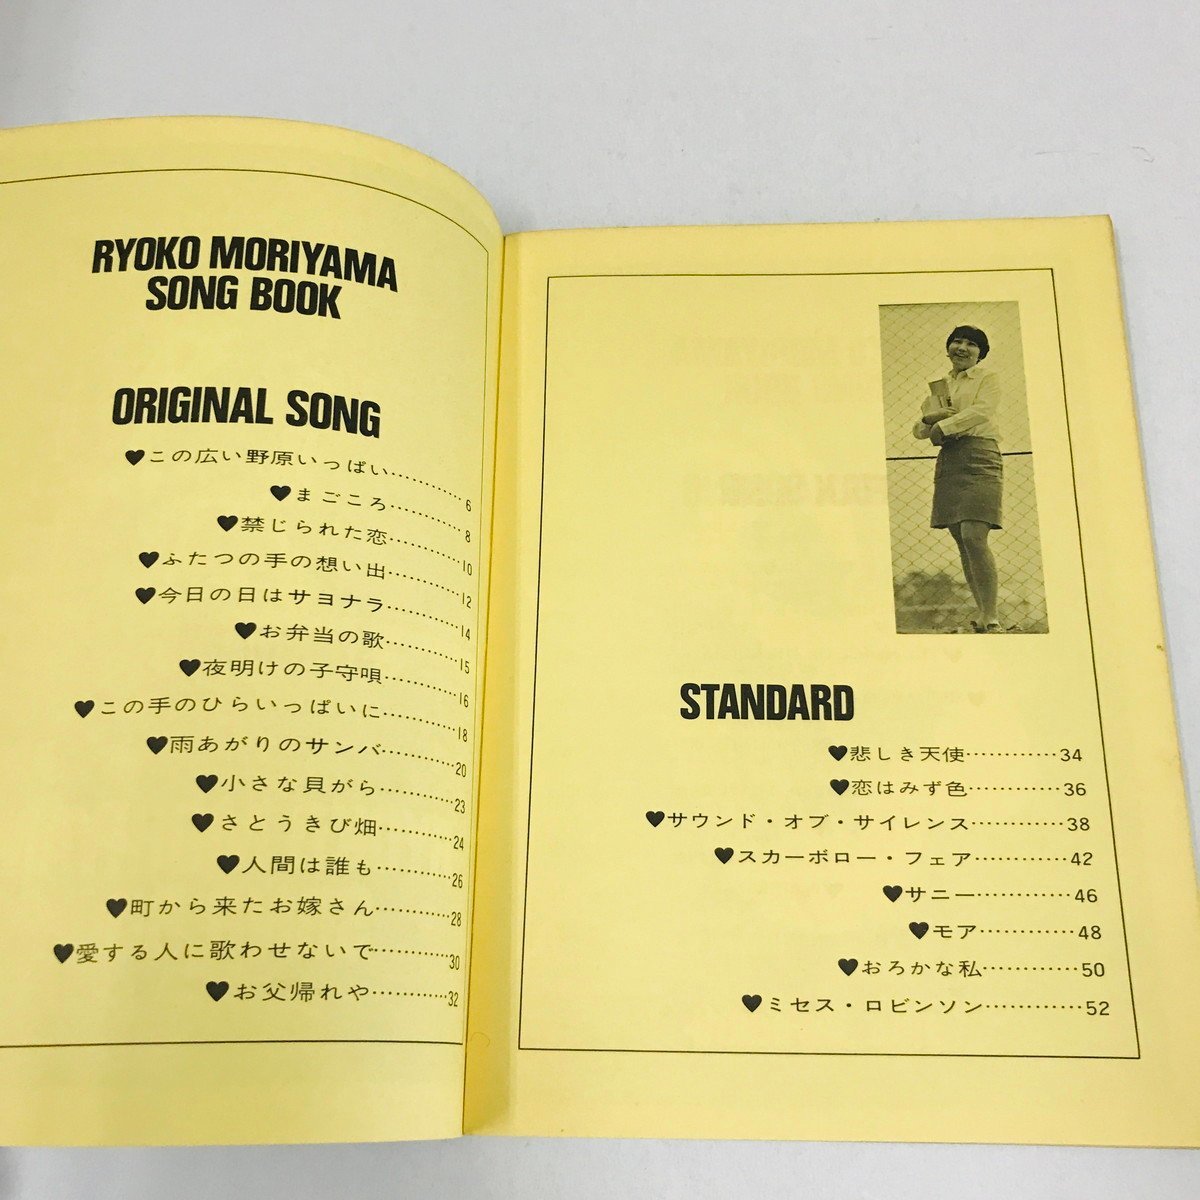 RYOKO MORIYAMA
SONG BOOK
ORIGINAL SONG
♥この広い野原いっぱい…………6
♥まごころ…………8
♥禁じられた恋…………10
♥ふたつの手の想い出…………12
♥今日の日はサヨナラ…………14
♥お弁当の歌…………15
♥夜明けの子守唄…………16
♥この手のひらいっぱいに…………18
♥雨あがりのサンバ…………20
♥小さな貝がら…………23
♥さとうきび畑…………24
♥人間は誰も…………26
♥町から来たお嫁さん…………28
♥愛する人に歌わせないで…………30
♥お父帰れや…………32
STANDARD
♥悲しき天使…………34
♥恋はみず色…………36
♥サウンド・オブ・サイレンス…………38
♥スカーボロー・フェア…………42
♥サニー…………46
♥モア…………48
♥おろかな私…………50
♥ミセス・ロビンソン…………52